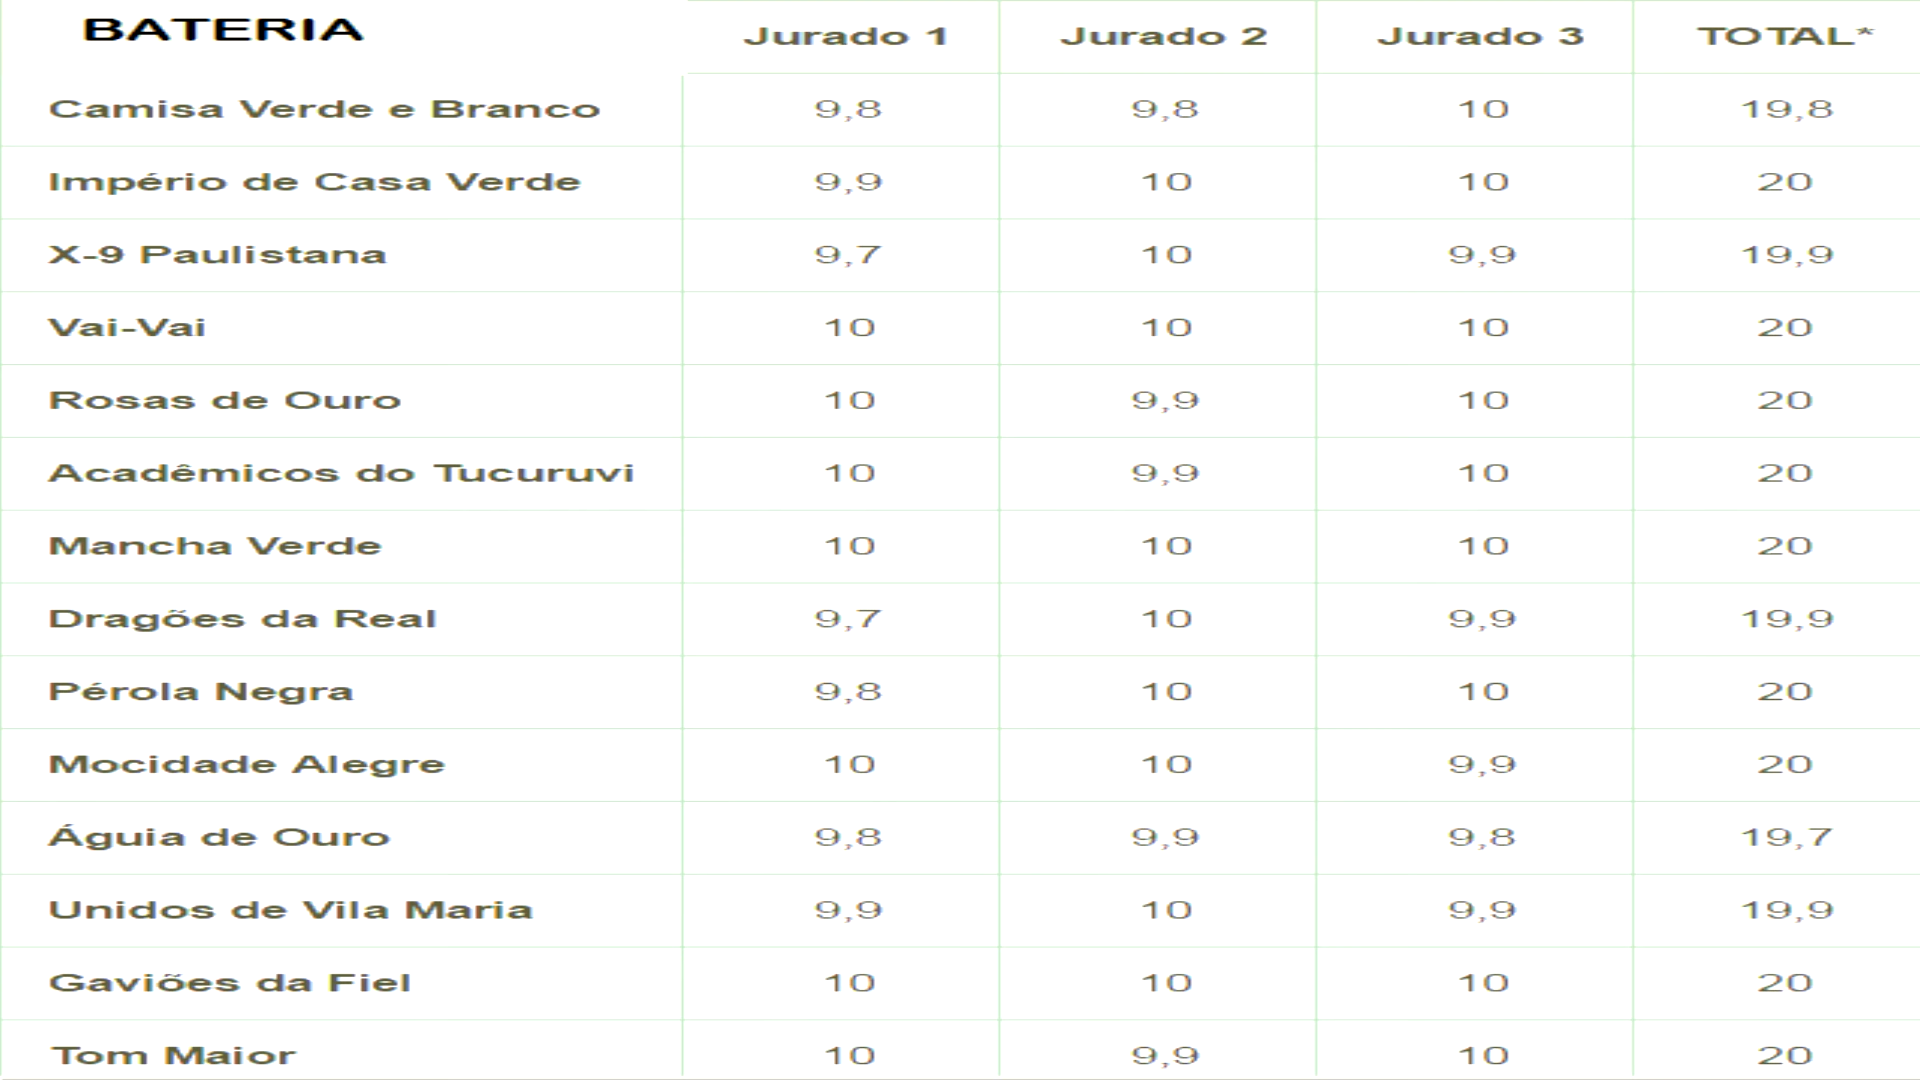 BATERIA Jurado 1 Jurado 2 Jurado 3 TOTAL*
Camisa Verde e Branco 9,8 9,8 10 19,8
Império de Casa Verde 9,9 10 10 20
X-9 Paulistana 9,7 10 9,9 19,9
Vai-Vai 10 10 10 20
Rosas de Ouro 10 9,9 10 20
Acadêmicos do Tucuruvi 10 9,9 10 20
Mancha Verde 10 10 10 20
Dragões da Real 9,7 10 9,9 19,9
Pérola Negra 9,8 10 10 20
Mocidade Alegre 10 10 9,9 20
Águia de Ouro 9,8 9,9 9,8 19,7
Unidos de Vila Maria 9,9 10 9,9 19,9
Gaviões da Fiel 10 10 10 20
Tom Maior 10 9,9 10 20